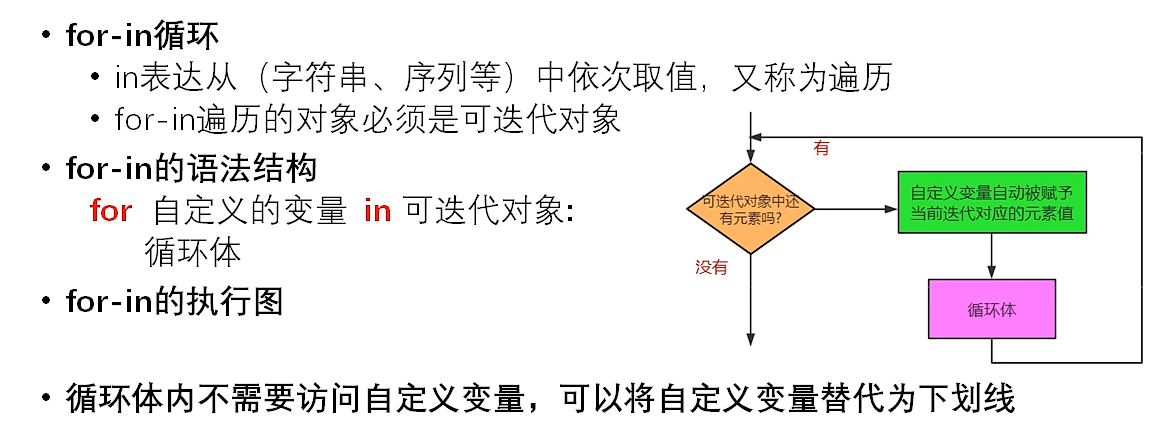 • for-in循环
• in表达从（字符串、序列等）中依次取值，又称为遍历
• for-in遍历的对象必须是可迭代对象
• for-in的语法结构
for 自定义的变量 in 可迭代对象:
循环体
• for-in的执行图
有
可迭代对象中还
有元素吗?
自定义变量自动被赋予
当前迭代对应的元素值
没有
循环体
• 循环体内不需要访问自定义变量，可以将自定义变量替代为下划线